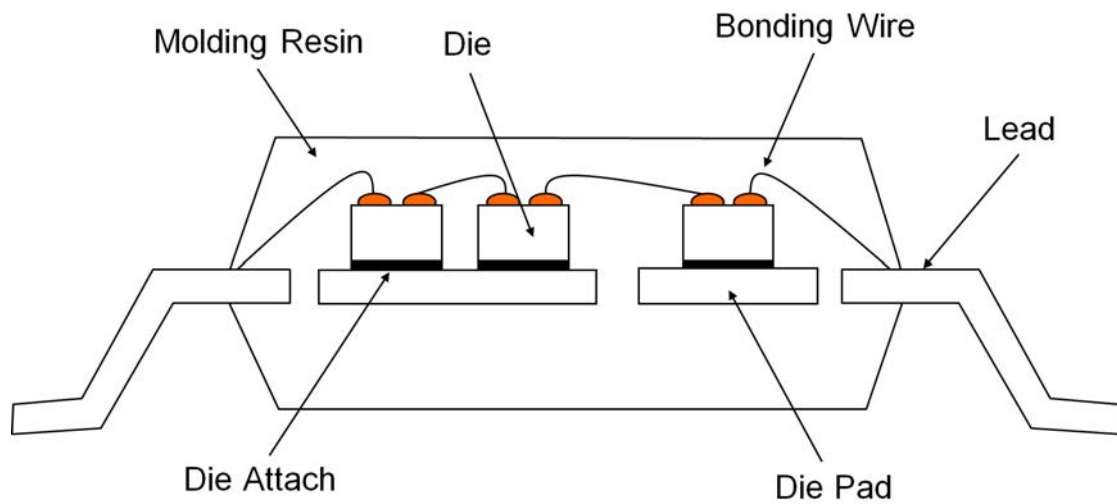 Molding Resin
Die
Bonding Wire
Lead
Die Attach
Die Pad